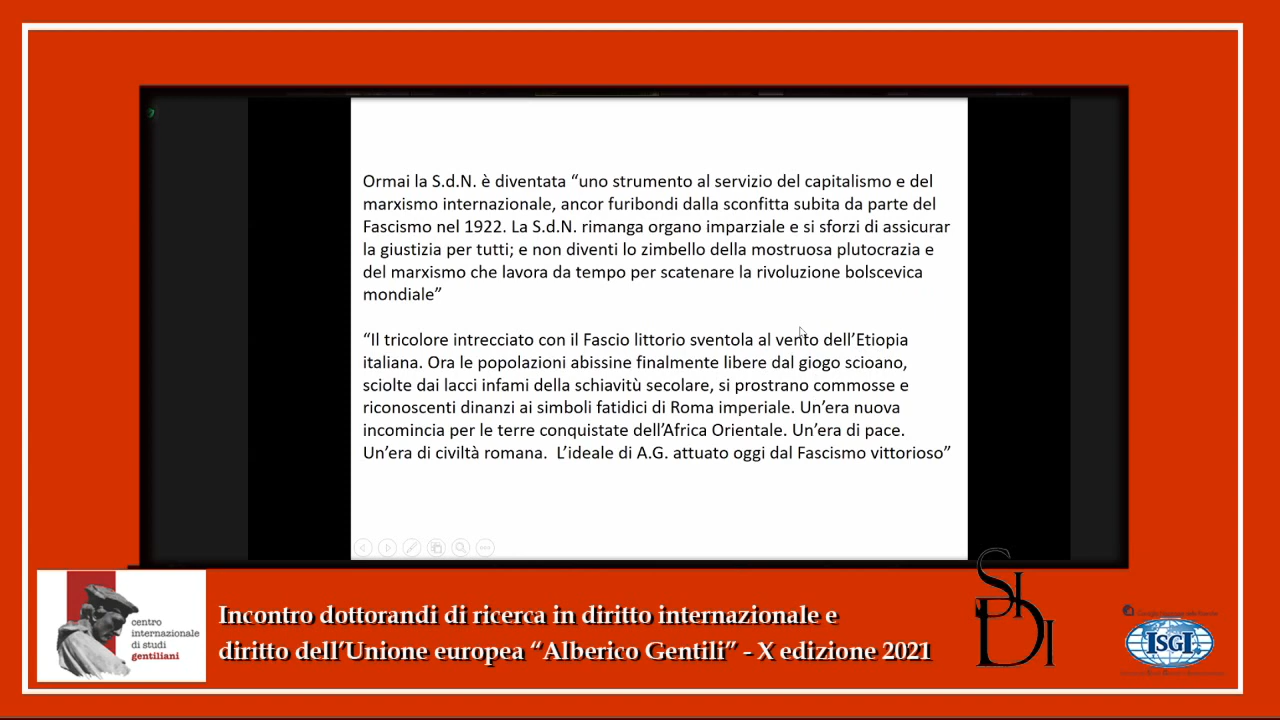 Ormai la S.d.N. è diventata “uno strumento al servizio del capitalismo e del
marxismo internazionale, ancor furibondi dalla sconfitta subita da parte del
Fascismo nel 1922. La S.d.N. rimanga organo imparziale e si sforzi di assicurar
la giustizia per tutti; e non diventi lo zimbello della mostruosa plutocrazia e
del marxismo che lavora da tempo per scatenare la rivoluzione bolscevica
mondiale”
“Il tricolore intrecciato con il Fascio littorio sventola al vento dell’Etiopia
italiana. Ora le popolazioni abissine finalmente libere dal giogo scioano,
sciolte dai lacci infami della schiavitù secolare, si prostrano commosse e
riconoscenti dinanzi ai simboli fatidici di Roma imperiale. Un’era nuova
incomincia per le terre conquistate dell’Africa Orientale. Un’era di pace.
Un’era di civiltà romana.  L’ideale di A.G. attuato oggi dal Fascismo vittorioso”
centro
internazionale
di studi
gentiliani
Incontro dottorandi di ricerca in diritto internazionale e
diritto dell’Unione europea “Alberico Gentili” - X edizione 2021
SIDI
ISGI